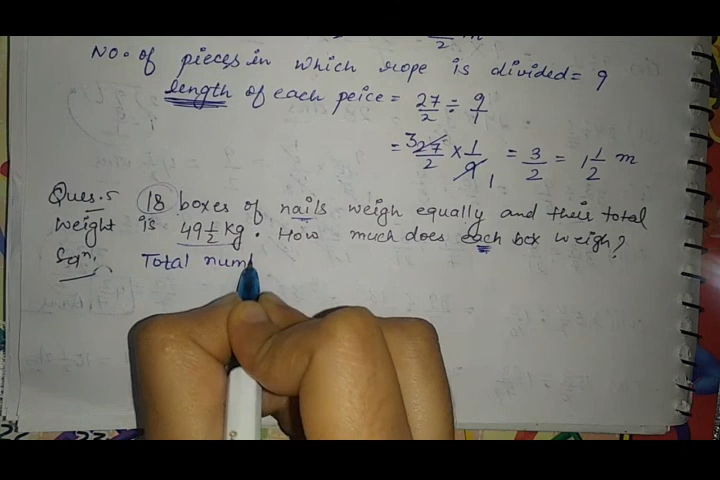 No. of pieces in which rope is divided = 9
length of each peice = 27/2 ÷ 9/1
= 3 27/2 × 1/9 1 = 3/2 = 1 1/2 m
Ques. 5 18 boxes of nails weigh equally and their total
weight is 49 1/2 kg. How much does each box weigh?
Solⁿ. Total num